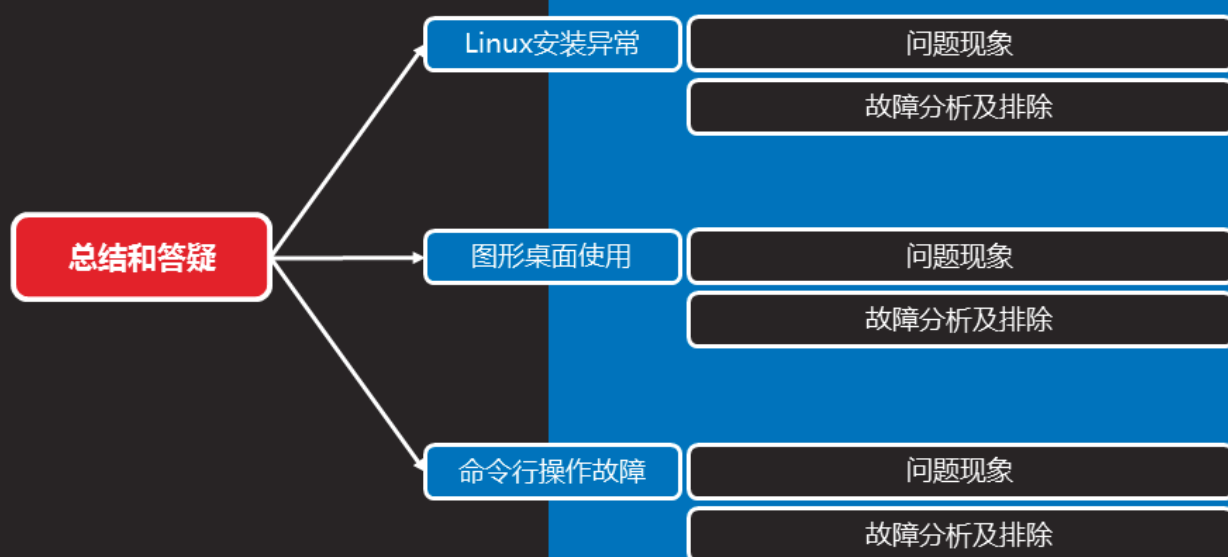 总结和答疑
Linux安装异常
问题现象
故障分析及排除
图形桌面使用
问题现象
故障分析及排除
命令行操作故障
问题现象
故障分析及排除